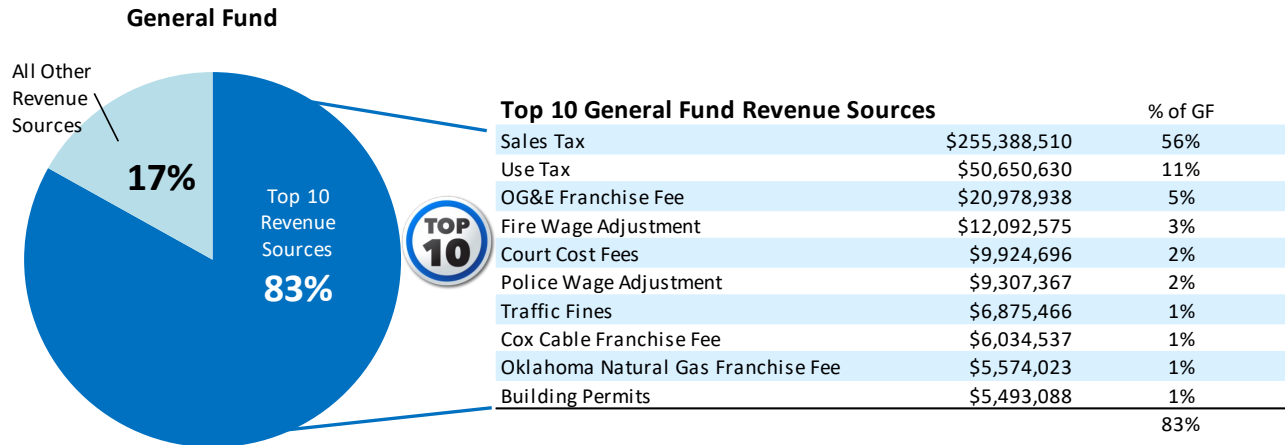 General Fund
All Other
Revenue
Sources
17%
Top 10
Revenue
Sources
83%
TOP
10
Top 10 General Fund Revenue Sources % of GF
Sales Tax $255,388,510 56%
Use Tax $50,650,630 11%
OG&E Franchise Fee $20,978,938 5%
Fire Wage Adjustment $12,092,575 3%
Court Cost Fees $9,924,696 2%
Police Wage Adjustment $9,307,367 2%
Traffic Fines $6,875,466 1%
Cox Cable Franchise Fee $6,034,537 1%
Oklahoma Natural Gas Franchise Fee $5,574,023 1%
Building Permits $5,493,088 1%
83%